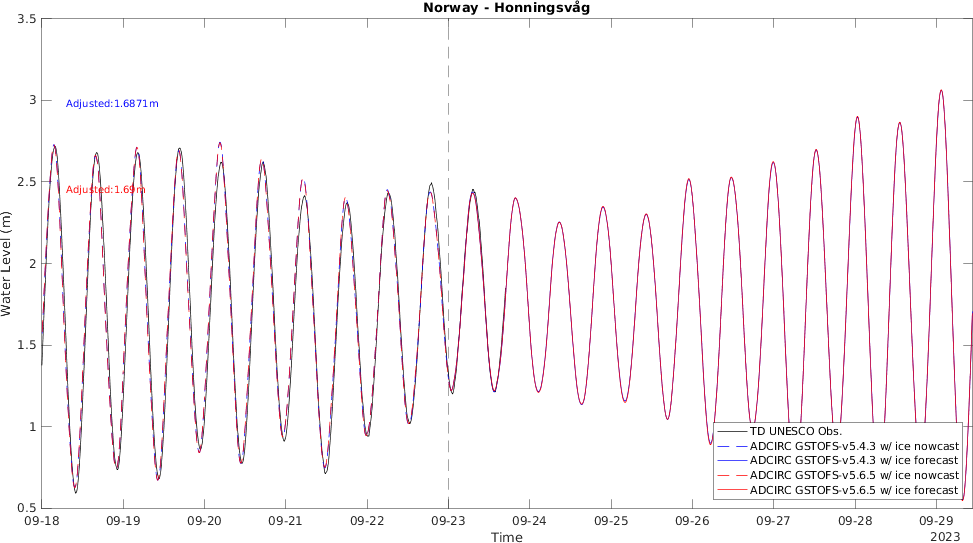 Norway - Honningsvåg
3.5
3
2.5
2
1.5
1
0.5
Water Level (m)
Adjusted:1.6871m
Adjusted:1.69m
TD UNESCO Obs.
ADCIRC GSTOFS-v5.4.3 w/ ice nowcast
ADCIRC GSTOFS-v5.4.3 w/ ice forecast
ADCIRC GSTOFS-v5.6.5 w/ ice nowcast
ADCIRC GSTOFS-v5.6.5 w/ ice forecast
09-18 09-19 09-20 09-21 09-22 09-23 09-24 09-25 09-26 09-27 09-28 09-29
Time
2023